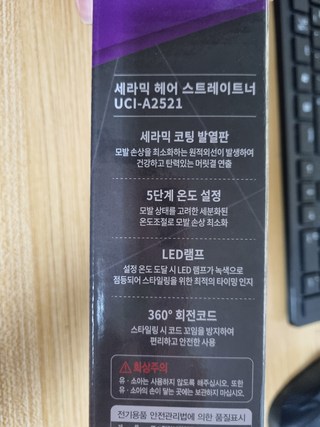 세라믹 헤어 스트레이트너
UCI-A2521
세라믹 코팅 발열판
모발 손상을 최소화하는 원적외선이 발생하여
건강하고 탄력있는 머릿결 연출
5단계 온도 설정
모발 상태를 고려한 세분화된
온도조절로 모발 손상 최소화
LED램프
설정 온도 도달 시 LED 램프가 녹색으로
점등되어 스타일링을 위한 최적의 타이밍 인지
360° 회전코드
스타일링 시 코드 꼬임을 방지하여
편리하고 안전한 사용
화상주의
유·소아는 사용하지 않도록 해주십시오. 또한
유·소아의 손이 닿는 곳에는 보관하지 마십시오.
전기용품 안전관리법에 의한 품질표시